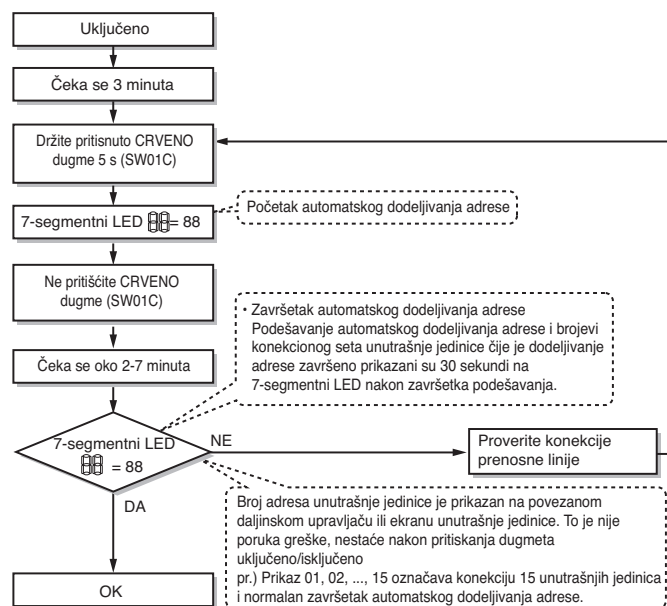 Uključeno
Čeka se 3 minuta
Držite pritisnuto CRVENO
dugme 5 s (SW01C)
7-segmentni LED 88 = 88
Početak automatskog dodeljivanja adrese
Ne pritišćite CRVENO
dugme (SW01C)
• Završetak automatskog dodeljivanja adrese
Podešavanje automatskog dodeljivanja adrese i brojevi
konekcionog seta unutrašnje jedinice čije je dodeljivanje
adrese završeno prikazani su 30 sekundi na
7-segmentni LED nakon završetka podešavanja.
Čeka se oko 2-7 minuta
7-segmentni LED
88 = 88
NE
Proverite konekcije
prenosne linije
DA
Broj adresa unutrašnje jedinice je prikazan na povezanom
daljinskom upravljaču ili ekranu unutrašnje jedinice. To je nije
poruka greške, nestaće nakon pritiskanja dugmeta
uključeno/isključeno
pr.) Prikaz 01, 02, ..., 15 označava konekciju 15 unutrašnjih jedinica
i normalan završetak automatskog dodeljivanja adrese.
OK